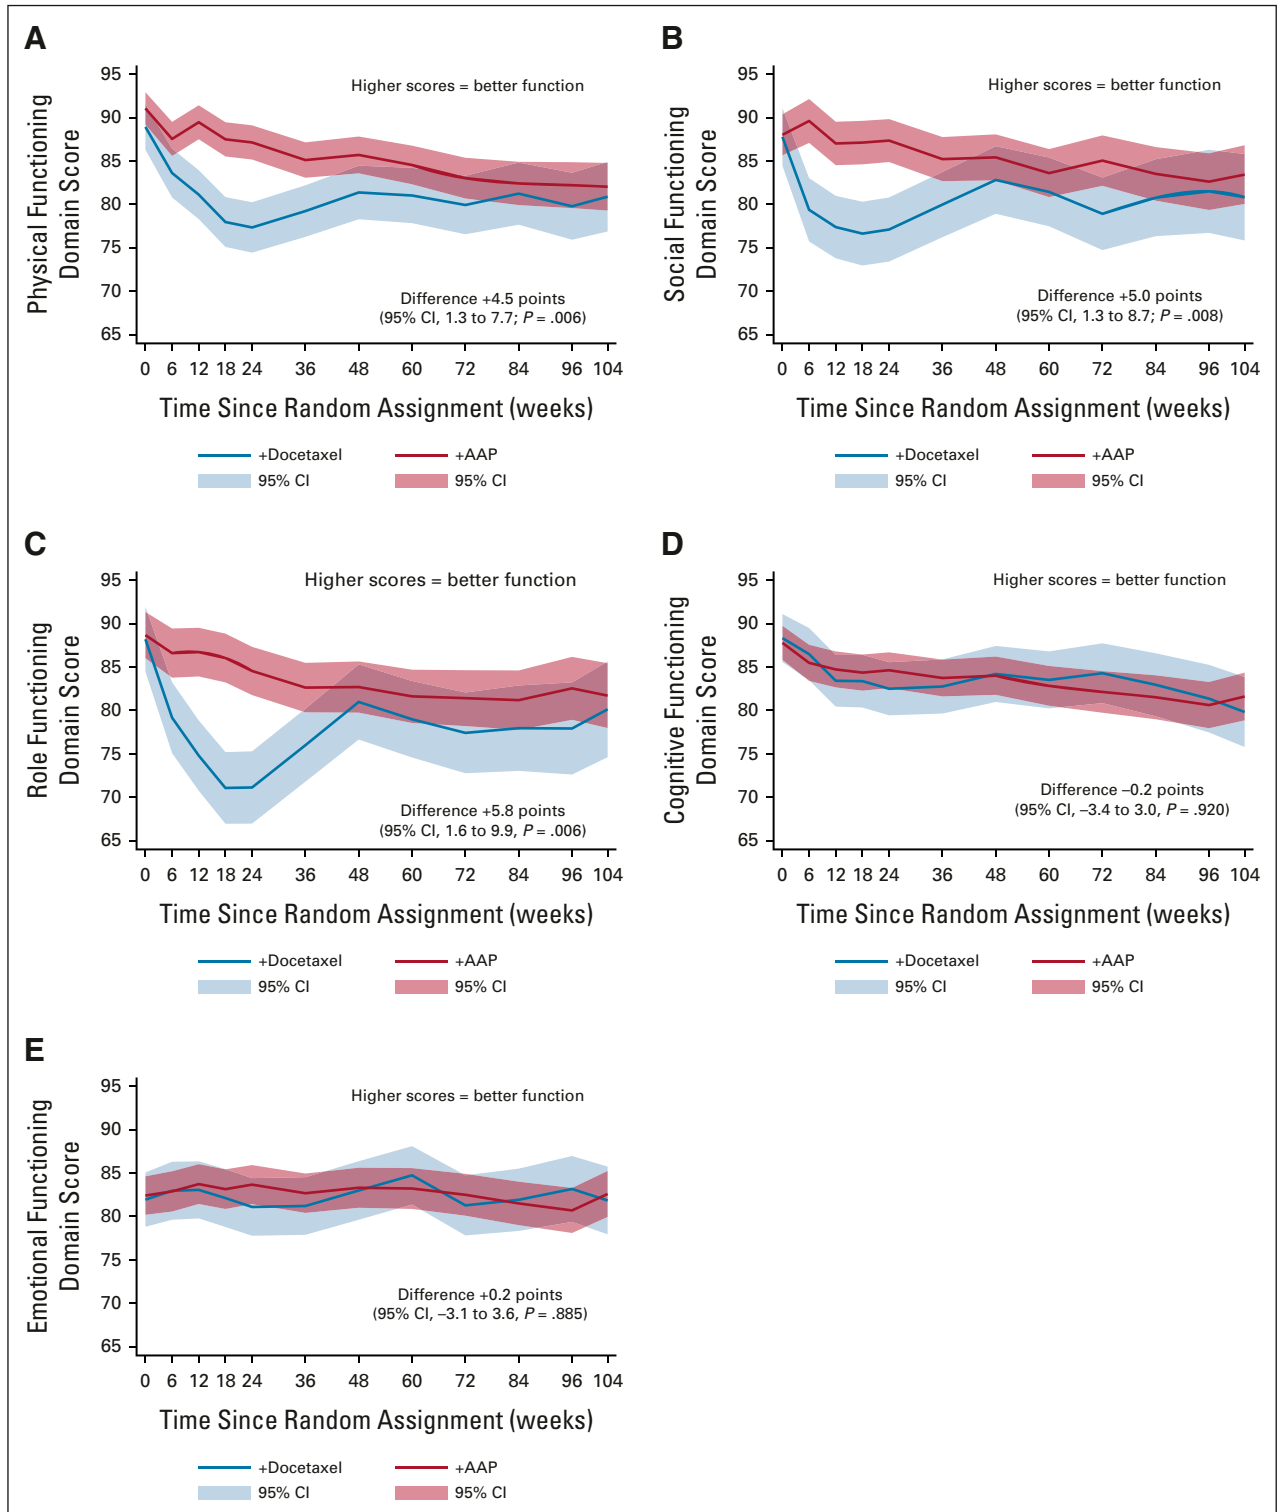 A
Physical Functioning
Domain Score
95
90
85
80
75
70
65
Higher scores = better function
Difference +4.5 points
(95% CI, 1.3 to 7.7; P = .006)
0 6 12 18 24 36 48 60 72 84 96 104
Time Since Random Assignment (weeks)
+Docetaxel +AAP
95% CI 95% CI
B
Social Functioning
Domain Score
95
90
85
80
75
70
65
Higher scores = better function
Difference +5.0 points
(95% CI, 1.3 to 8.7; P = .008)
0 6 12 18 24 36 48 60 72 84 96 104
Time Since Random Assignment (weeks)
+Docetaxel +AAP
95% CI 95% CI
C
Role Functioning
Domain Score
95
90
85
80
75
70
65
Higher scores = better function
Difference +5.8 points
(95% CI, 1.6 to 9.9, P = .006)
0 6 12 18 24 36 48 60 72 84 96 104
Time Since Random Assignment (weeks)
+Docetaxel +AAP
95% CI 95% CI
D
Cognitive Functioning
Domain Score
95
90
85
80
75
70
65
Higher scores = better function
Difference –0.2 points
(95% CI, –3.4 to 3.0, P = .920)
0 6 12 18 24 36 48 60 72 84 96 104
Time Since Random Assignment (weeks)
+Docetaxel +AAP
95% CI 95% CI
E
Emotional Functioning
Domain Score
95
90
85
80
75
70
65
Higher scores = better function
Difference +0.2 points
(95% CI, –3.1 to 3.6, P = .885)
0 6 12 18 24 36 48 60 72 84 96 104
Time Since Random Assignment (weeks)
+Docetaxel +AAP
95% CI 95% CI